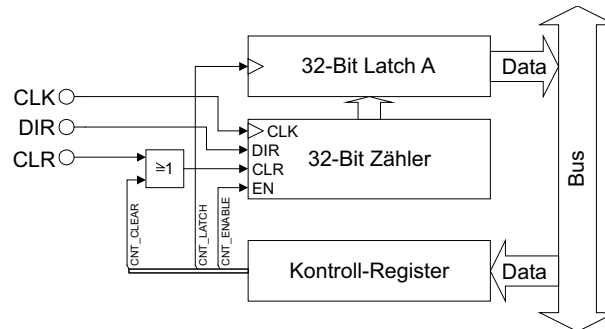 32-Bit Latch A
Data
CLK
CLK
DIR
DIR
32-Bit Zähler
CLR
CLR
≥1
EN
Bus
CNT_CLEAR
CNT_LATCH
CNT_ENABLE
Kontroll-Register
Data